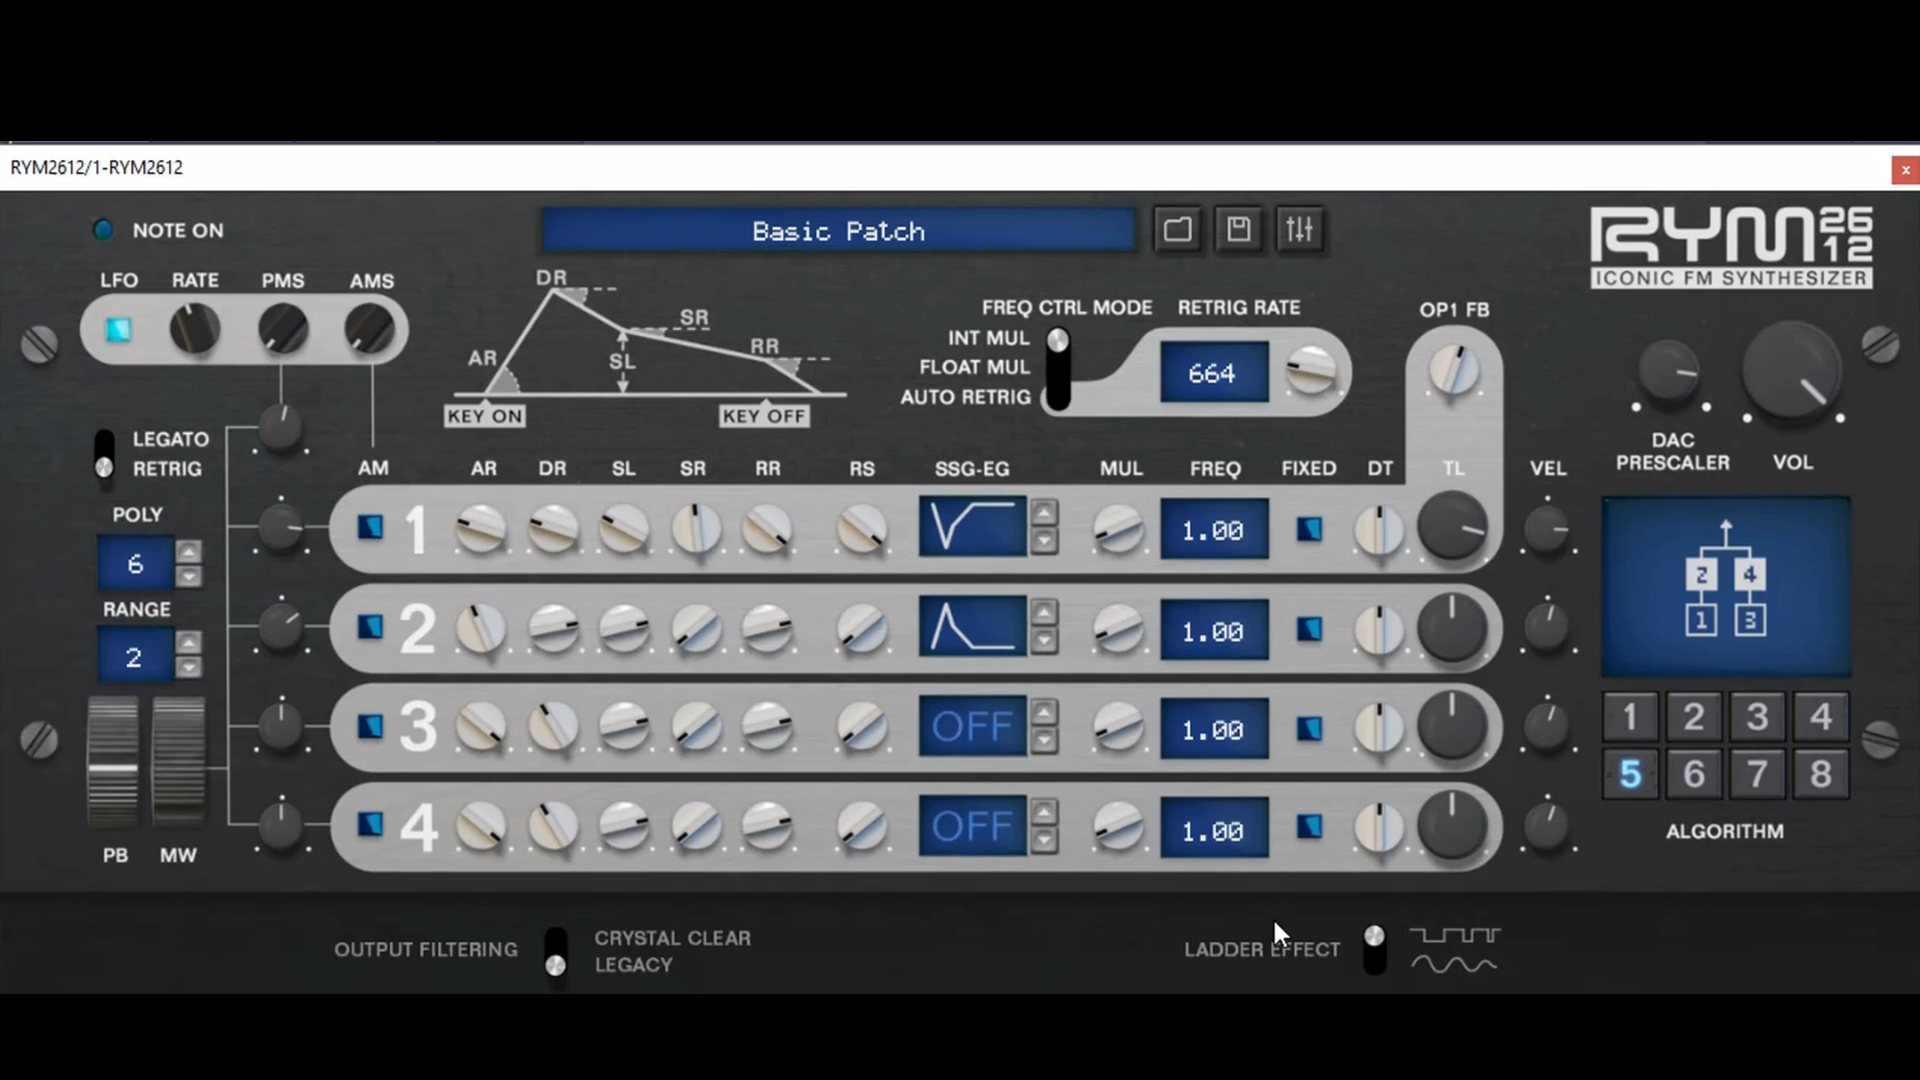 RYM2612/1-RYM2612
x
NOTE ON
Basic Patch
RYM2612
ICONIC FM SYNTHESIZER
LFO RATE PMS AMS
DR
SR
AR
SL
RR
KEY ON
KEY OFF
FREQ CTRL MODE
INT MUL
FLOAT MUL
AUTO RETRIG
RETRIG RATE
664
OP1 FB
DAC
PRESCALER
VOL
LEGATO
RETRIG
POLY
6
RANGE
2
PB MW
AM AR DR SL SR RR RS SSG-EG MUL FREQ FIXED DT TL VEL
1 1.00
2 1.00
3 OFF 1.00
4 OFF 1.00
2 4
1 3
1 2 3 4
5 6 7 8
ALGORITHM
OUTPUT FILTERING
CRYSTAL CLEAR
LEGACY
LADDER EFFECT